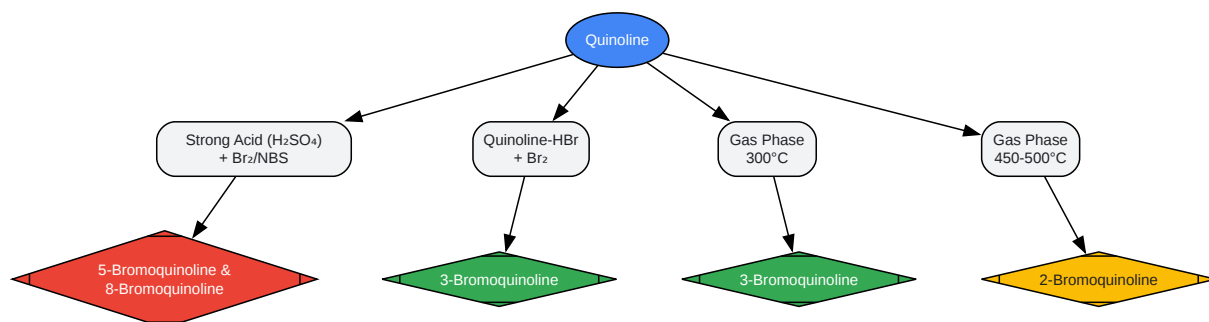 Quinoline
Strong Acid (H₂SO₄)
+ Br₂/NBS
Quinoline-HBr
+ Br₂
Gas Phase
300°C
Gas Phase
450-500°C
5-Bromoquinoline &
8-Bromoquinoline
3-Bromoquinoline
3-Bromoquinoline
2-Bromoquinoline